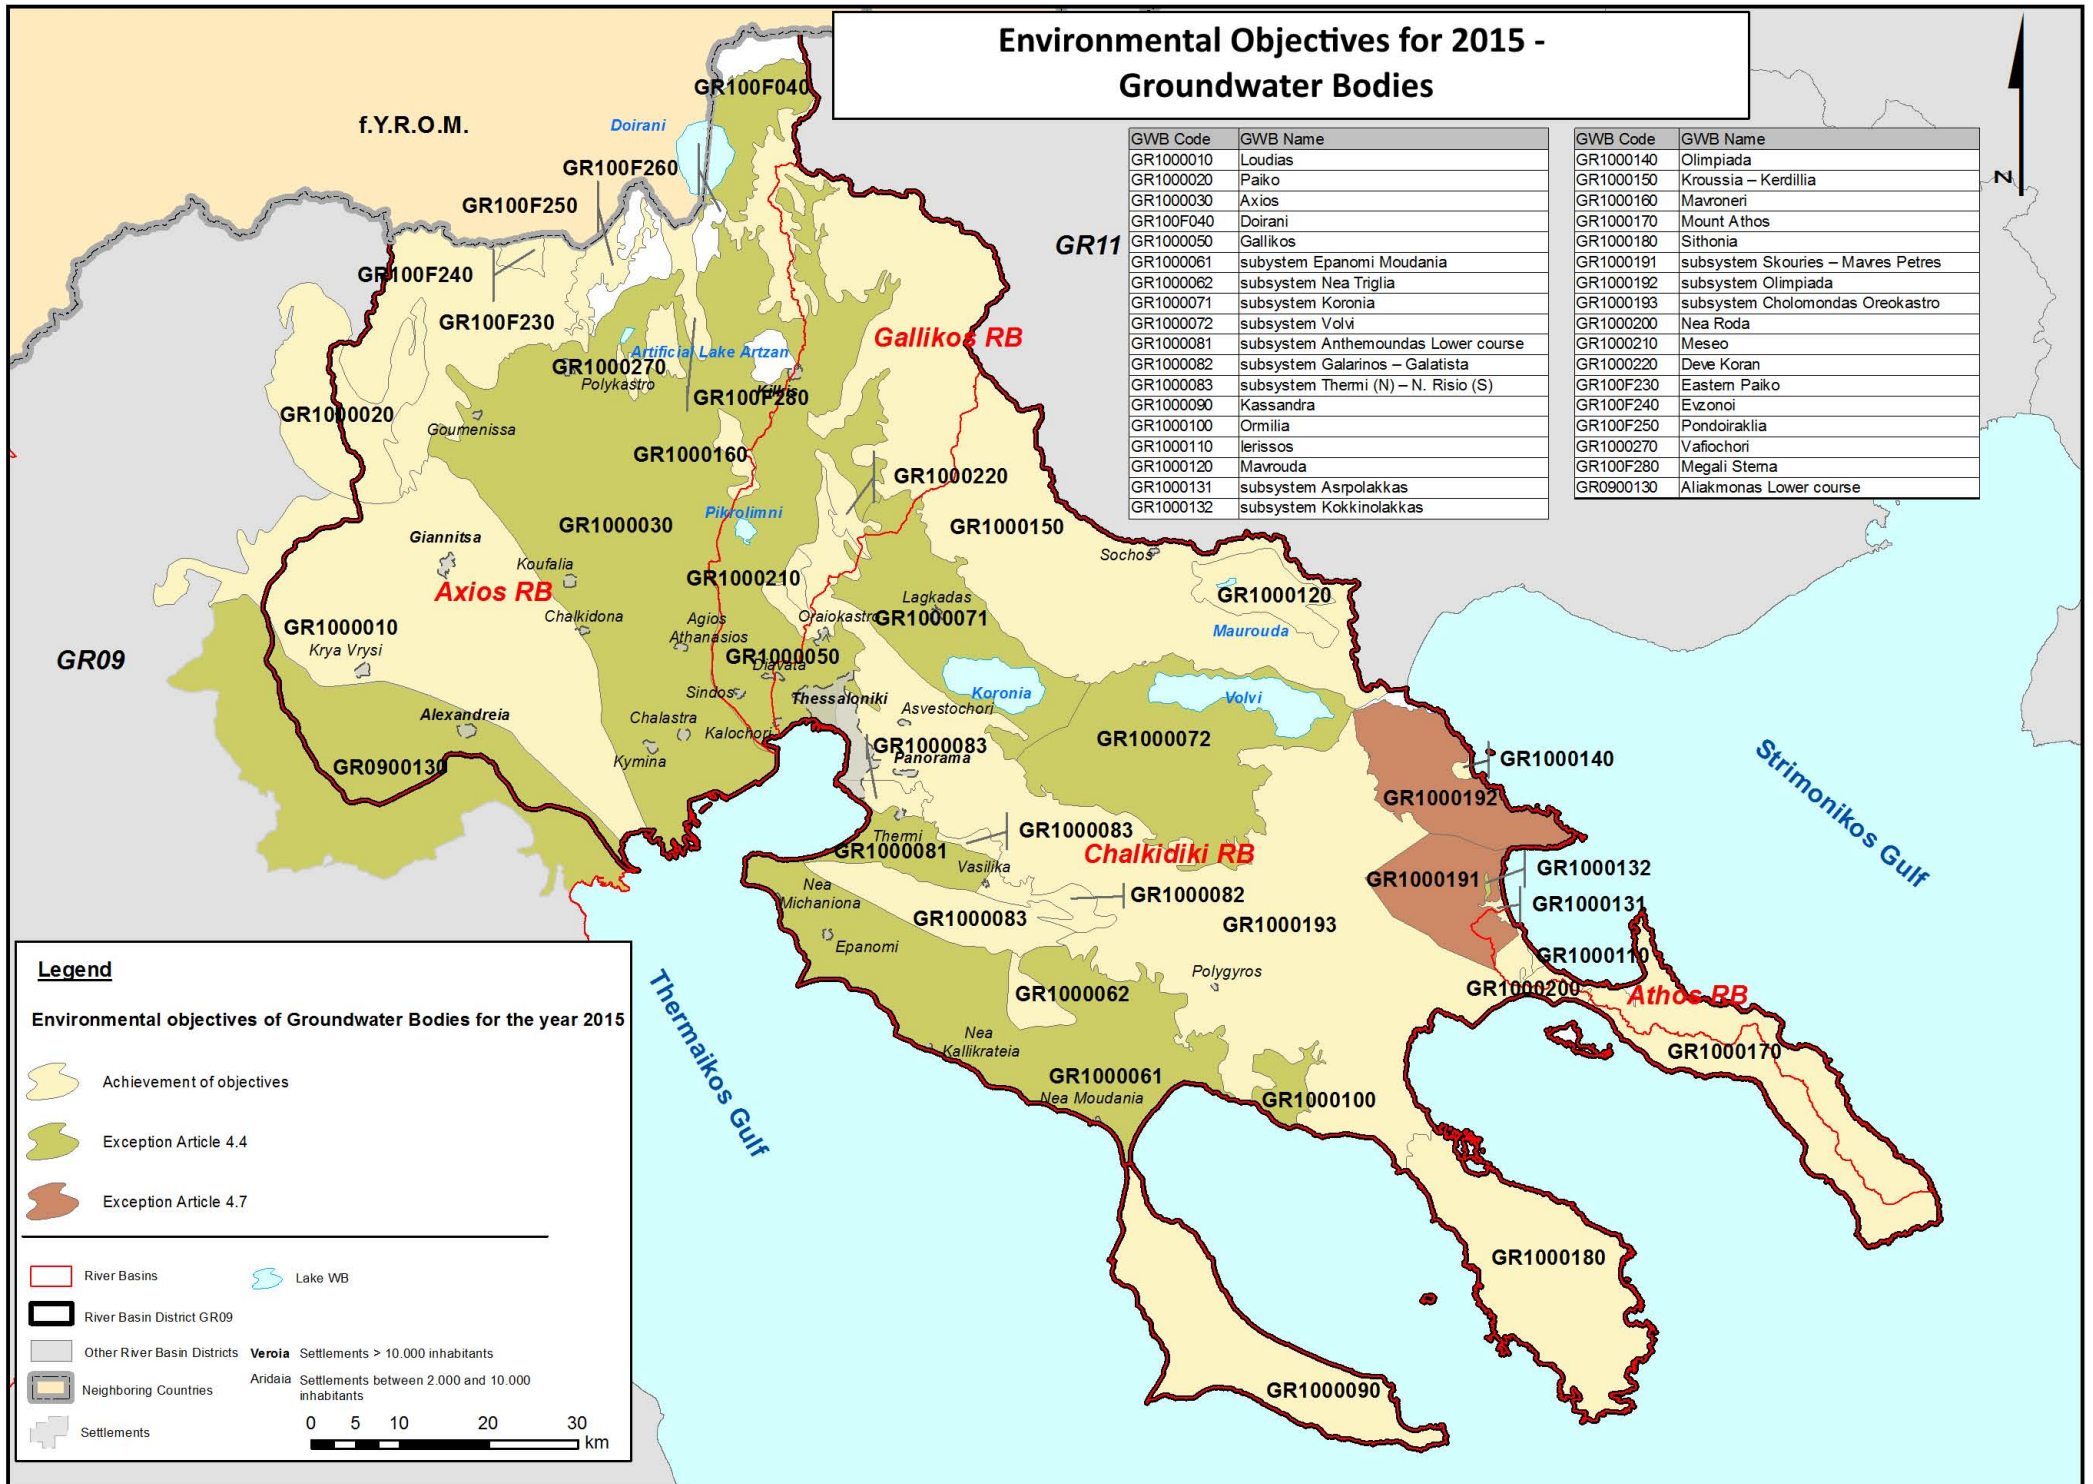 Environmental Objectives for 2015 -
Groundwater Bodies
GWB Code GWB Name
GR1000010 Loudias
GR1000020 Paiko
GR1000030 Axios
GR100F040 Doirani
GR1000050 Gallikos
GR1000061 subystem Epanomi Moudania
GR1000062 subsystem Nea Triglia
GR1000071 subsystem Koronia
GR1000072 subsystem Volvi
GR1000081 subsystem Anthemoundas Lower course
GR1000082 subsystem Galarinos – Galatista
GR1000083 subsystem Thermi (N) – N. Risio (S)
GR1000090 Kassandra
GR1000100 Ormilia
GR1000110 Ierissos
GR1000120 Mavrouda
GR1000131 subsystem Asrpolakkas
GR1000132 subsystem Kokkinolakkas
GWB Code GWB Name
GR1000140 Olimpiada
GR1000150 Kroussia – Kerdillia
GR1000160 Mavroneri
GR1000170 Mount Athos
GR1000180 Sithonia
GR1000191 subsystem Skouries – Mavres Petres
GR1000192 subsystem Olimpiada
GR1000193 subsystem Cholomondas Oreokastro
GR1000200 Nea Roda
GR1000210 Meseo
GR1000220 Deve Koran
GR100F230 Eastern Paiko
GR100F240 Evzonoi
GR100F250 Pondoiraklia
GR1000270 Vafiochori
GR100F280 Megali Sterna
GR0900130 Aliakmonas Lower course
N
GR100F040
f.Y.R.O.M.
Doirani
GR100F260
GR100F250
GR11
GR100F240
GR100F230
Gallikos RB
Artificial Lake Artzan
GR1000270
Polykastro
Kilkis
GR100F280
GR1000020
Goumenissa
GR1000160
GR1000220
Pikrolimni
GR1000030
GR1000150
Giannitsa
Sochos
Koufalia
GR1000210
Axios RB
GR1000120
Lagkadas
Chalkidona
Agios
Athanasios
Oraiokastro
GR1000071
GR1000010
Maurouda
Krya Vrysi
GR09
GR1000050
Diavata
Sindos
Thessaloniki
Koronia
Volvi
Asvestochori
Alexandreia
Chalastra
Kalochori
GR1000083
Panorama
GR1000072
Kymina
GR0900130
GR1000140
Strimonikos Gulf
GR1000192
Thermi
GR1000083
GR1000081
Chalkidiki RB
Vasilika
GR1000132
GR1000191
Nea
Michaniona
GR1000082
GR1000131
GR1000083
GR1000193
Epanomi
GR1000110
Polygyros
GR1000062
GR1000200
Athos RB
Thermaikos Gulf
Nea
Kallikrateia
GR1000170
GR1000061
Nea Moudania
GR1000100
GR1000180
GR1000090
Legend
Environmental objectives of Groundwater Bodies for the year 2015
Achievement of objectives
Exception Article 4.4
Exception Article 4.7
River Basins
Lake WB
River Basin District GR09
Other River Basin Districts
Veroia Settlements > 10.000 inhabitants
Neighboring Countries
Aridaia Settlements between 2.000 and 10.000
inhabitants
Settlements
0 5 10 20 30
km